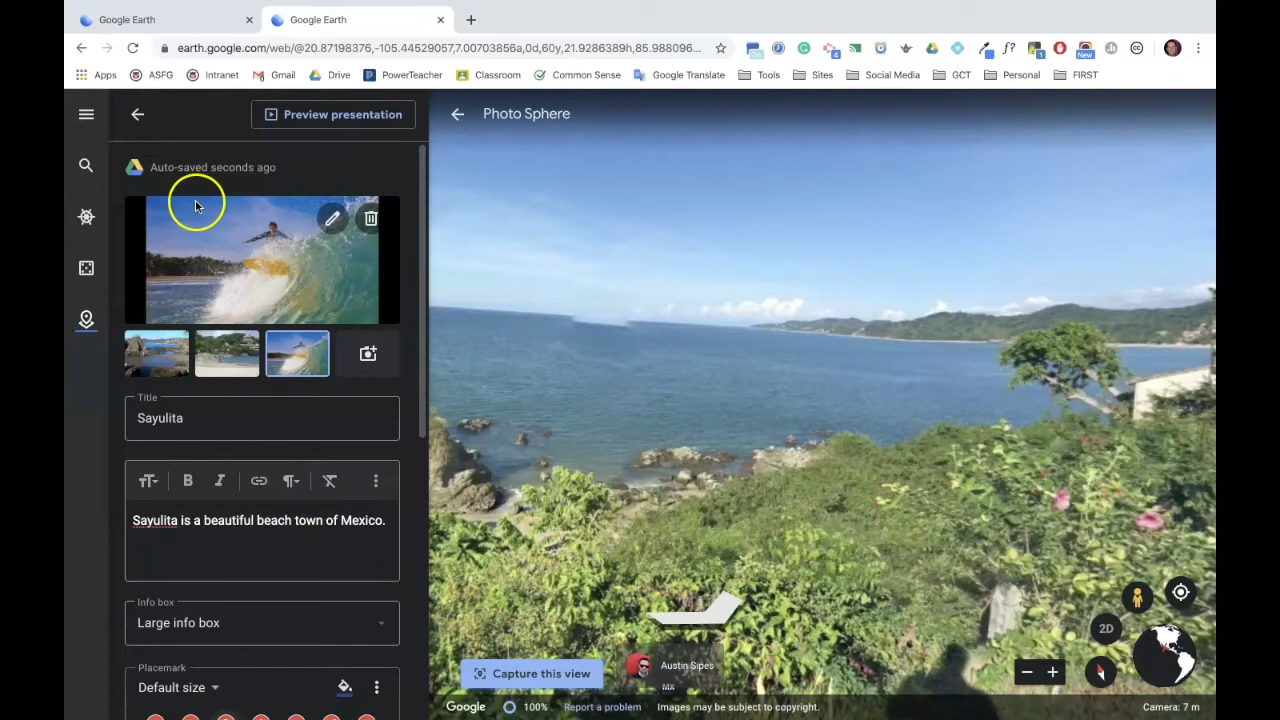 Google Earth
Google Earth
earth.google.com/web/@20.87198376,-105.44529057,7.00703856a,0d,60y,21.9286389h,85.988096...
Apps
ASFG
Intranet
Gmail
Drive
PowerTeacher
Classroom
Common Sense
Google Translate
Tools
Sites
Social Media
GCT
Personal
FIRST
Preview presentation
Photo Sphere
Auto-saved seconds ago
Title
Sayulita
Sayulita is a beautiful beach town of Mexico.
Info box
Large info box
Placemark
Default size
Capture this view
Austin Sipes
MX
2D
Google
100%
Report a problem
Images may be subject to copyright.
Camera: 7 m